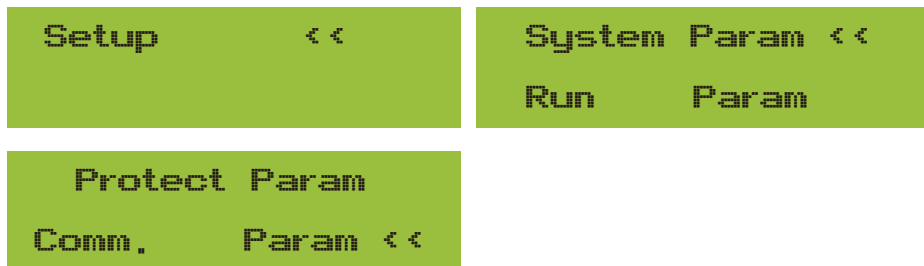 Setup <<
System Param <<
Run Param
Protect Param
Comm. Param <<